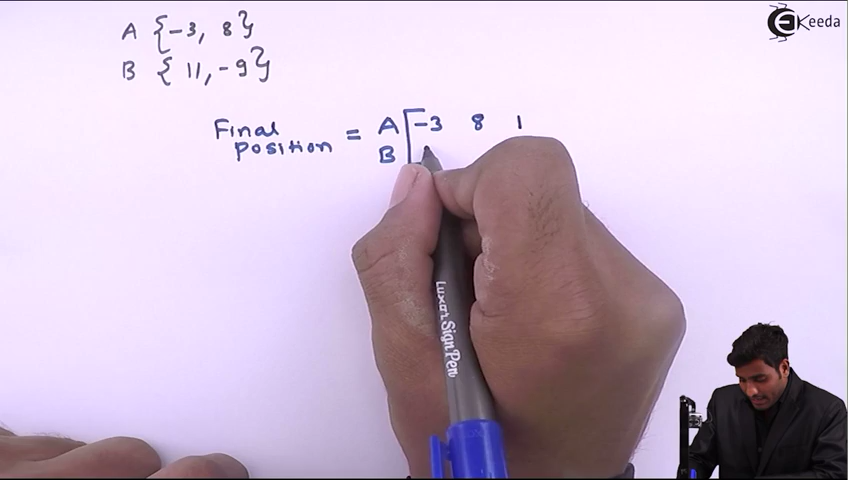 A {-3, 8}
B {11, -9}
Final position = A [-3 8 1
B
Luxor Sign Pen
Ekeeda